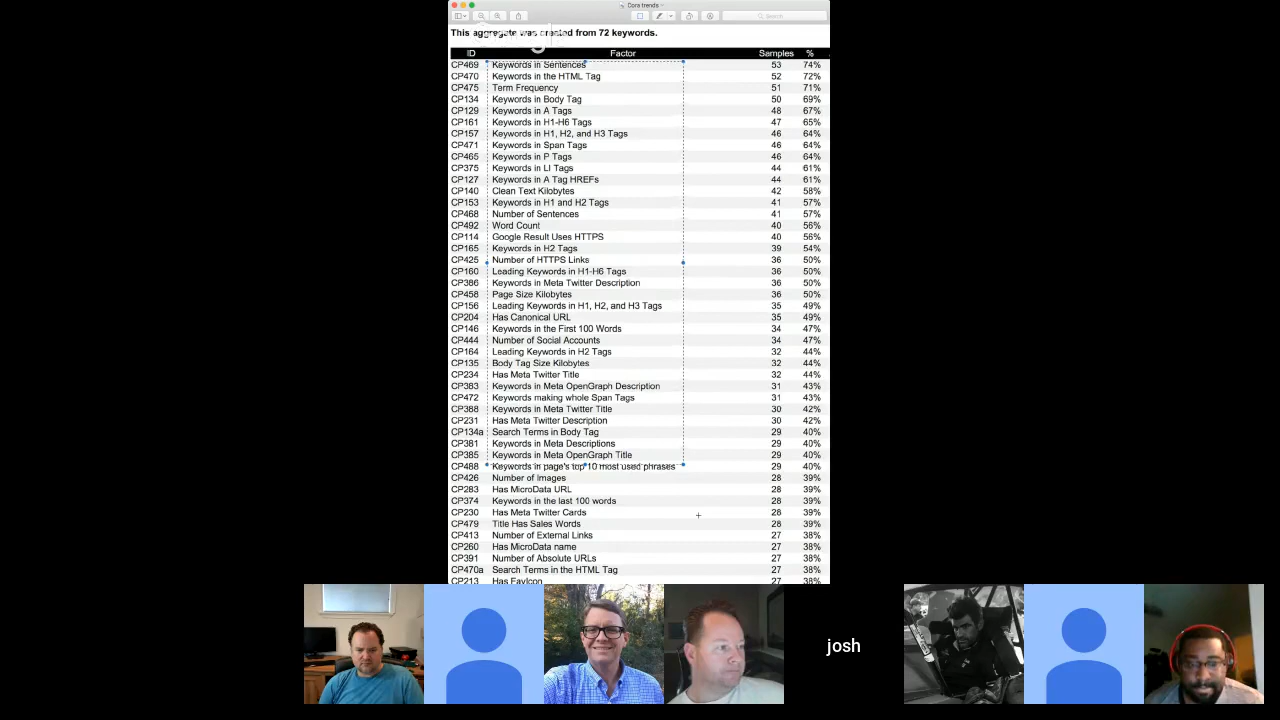 Cora trends
Search
This aggregate was created from 72 keywords.
ID Factor Samples %
CP469 Keywords in Sentences 53 74%
CP470 Keywords in the HTML Tag 52 72%
CP475 Term Frequency 51 71%
CP134 Keywords in Body Tag 50 69%
CP129 Keywords in A Tags 48 67%
CP161 Keywords in H1-H6 Tags 47 65%
CP157 Keywords in H1, H2, and H3 Tags 46 64%
CP471 Keywords in Span Tags 46 64%
CP465 Keywords in P Tags 46 64%
CP375 Keywords in LI Tags 44 61%
CP127 Keywords in A Tag HREFs 44 61%
CP140 Clean Text Kilobytes 42 58%
CP153 Keywords in H1 and H2 Tags 41 57%
CP468 Number of Sentences 41 57%
CP492 Word Count 40 56%
CP114 Google Result Uses HTTPS 40 56%
CP165 Keywords in H2 Tags 39 54%
CP425 Number of HTTPS Links 36 50%
CP160 Leading Keywords in H1-H6 Tags 36 50%
CP386 Keywords in Meta Twitter Description 36 50%
CP458 Page Size Kilobytes 36 50%
CP156 Leading Keywords in H1, H2, and H3 Tags 35 49%
CP204 Has Canonical URL 35 49%
CP146 Keywords in the First 100 Words 34 47%
CP444 Number of Social Accounts 34 47%
CP164 Leading Keywords in H2 Tags 32 44%
CP135 Body Tag Size Kilobytes 32 44%
CP234 Has Meta Twitter Title 32 44%
CP383 Keywords in Meta OpenGraph Description 31 43%
CP472 Keywords making whole Span Tags 31 43%
CP388 Keywords in Meta Twitter Title 30 42%
CP231 Has Meta Twitter Description 30 42%
CP134a Search Terms in Body Tag 29 40%
CP381 Keywords in Meta Descriptions 29 40%
CP385 Keywords in Meta OpenGraph Title 29 40%
CP488 Keywords in page's top 10 most used phrases 29 40%
CP426 Number of Images 28 39%
CP283 Has MicroData URL 28 39%
CP374 Keywords in the last 100 words 28 39%
CP230 Has Meta Twitter Cards 28 39%
CP479 Title Has Sales Words 28 39%
CP413 Number of External Links 27 38%
CP260 Has MicroData name 27 38%
CP391 Number of Absolute URLs 27 38%
CP470a Search Terms in the HTML Tag 27 38%
CP213 Has FavIcon 27 38%
josh